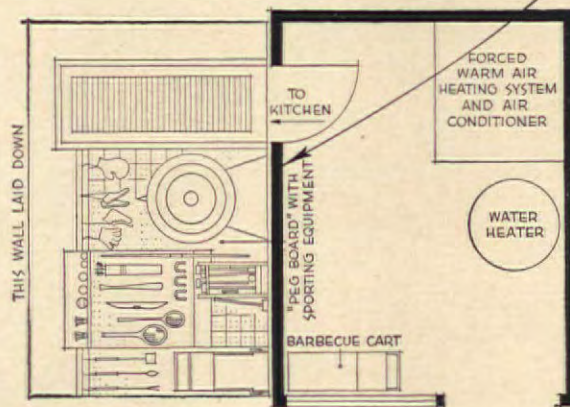 THIS WALL LAID DOWN
TO
KITCHEN
"PEG BOARD" WITH
SPORTING EQUIPMENT
FORCED
WARM AIR
HEATING SYSTEM
AND AIR
CONDITIONER
WATER
HEATER
BARBECUE CART